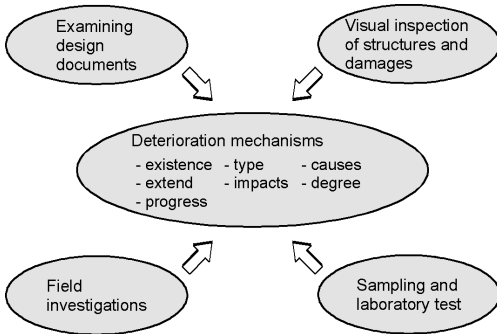 Examining
design
documents
Visual inspection
of structures and
damages
Deterioration mechanisms
- existence - type - causes
- extend - impacts - degree
- progress
Field
investigations
Sampling and
laboratory test